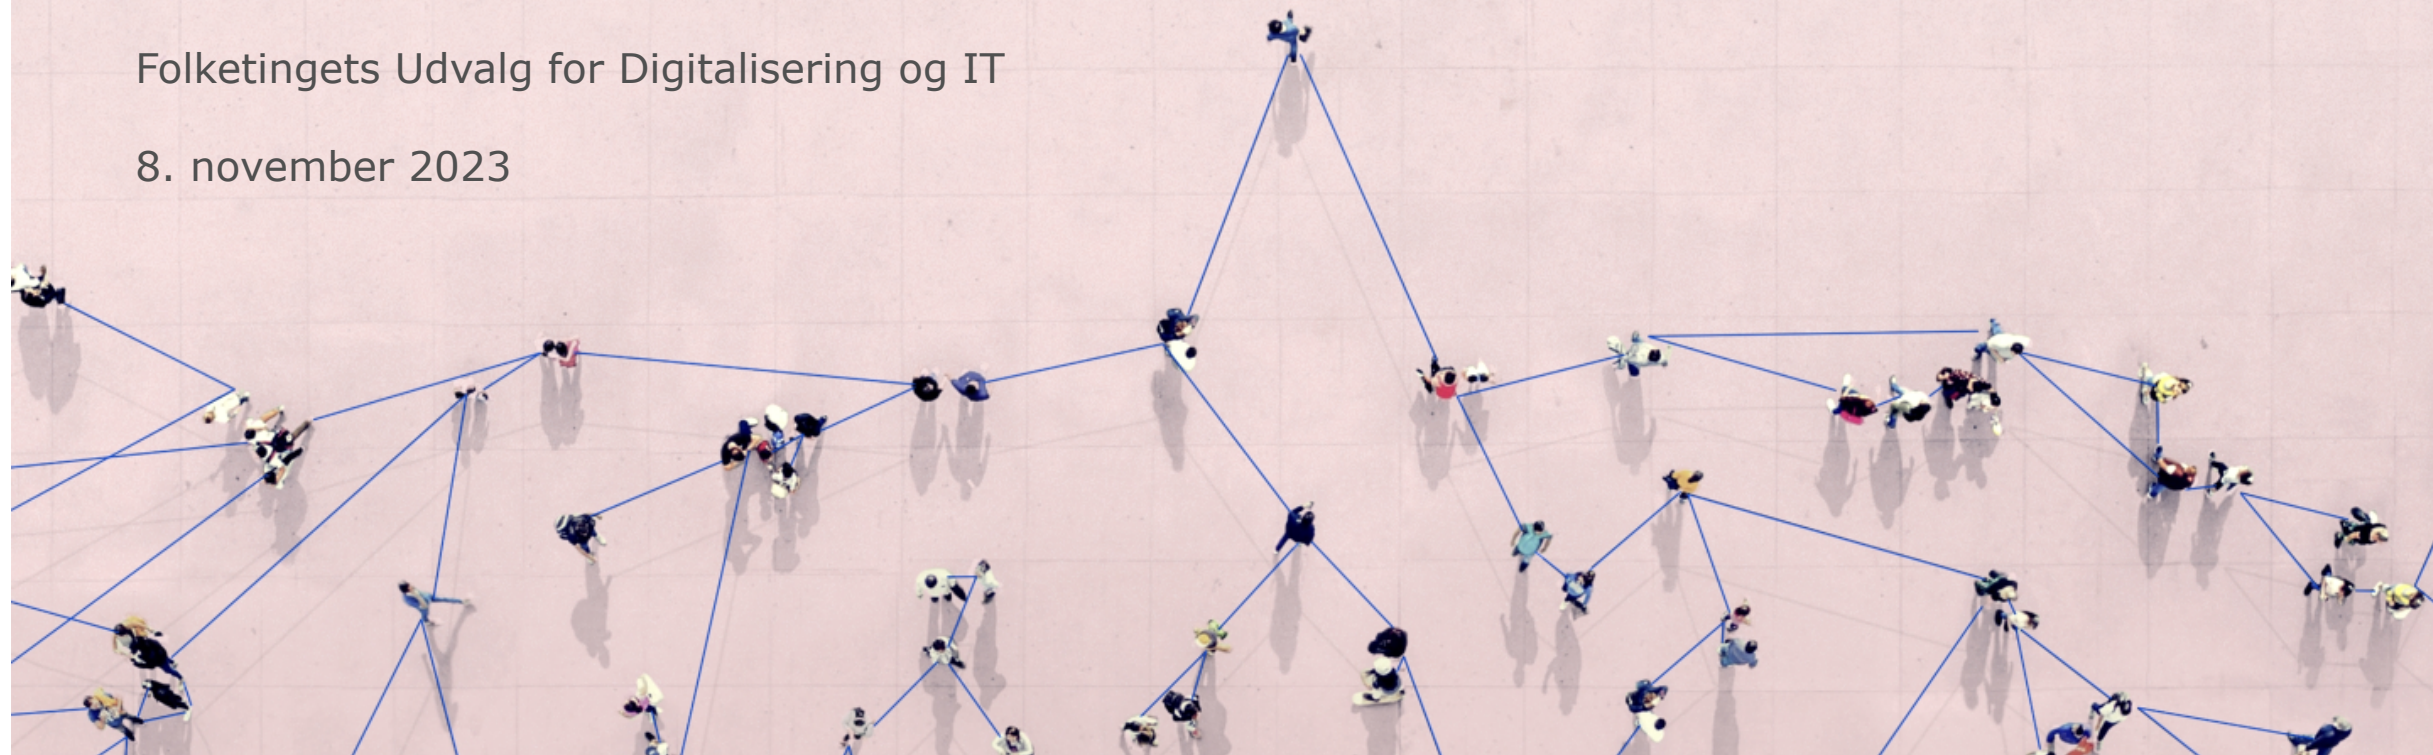 Folketingets Udvalg for Digitalisering og IT
8. november 2023